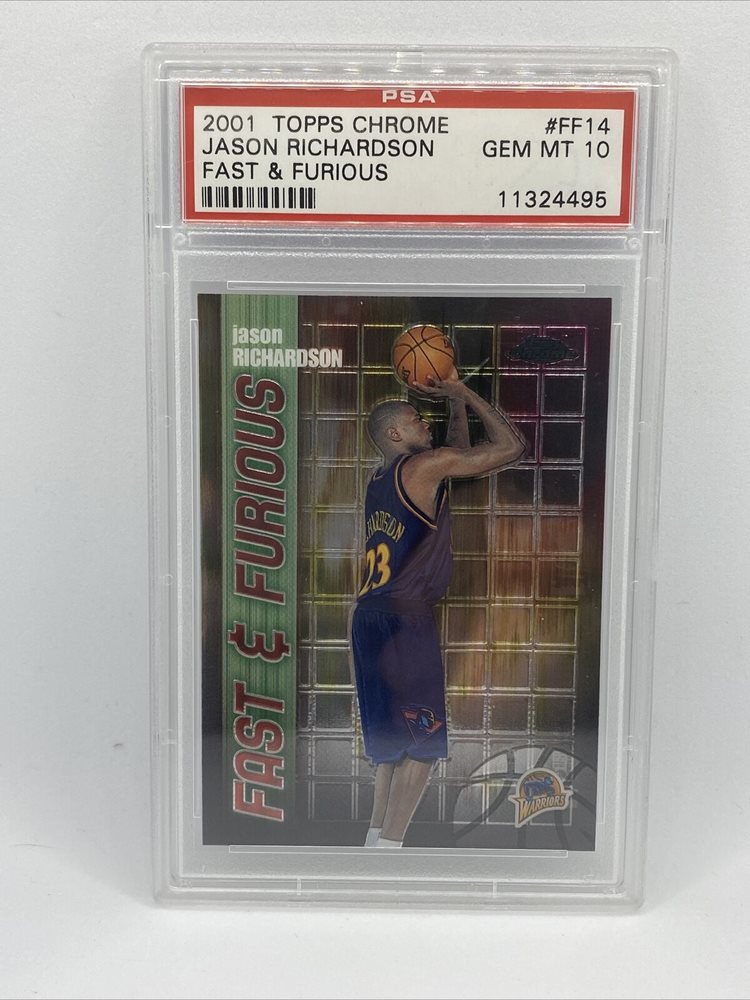 PSA
2001 TOPPS CHROME #FF14
JASON RICHARDSON GEM MT 10
FAST & FURIOUS
11324495
jason
RICHARDSON
FAST & FURIOUS
HARDSON
23
WARRIORS